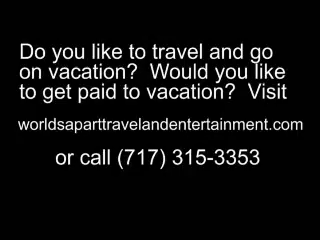 Do you like to travel and go
on vacation?  Would you like
to get paid to vacation?  Visit
worldsaparttravelandentertainment.com
or call (717) 315-3353